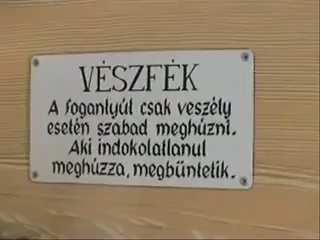 VÉSZFÉK
A fogantyút csak veszély
esetén szabad meghúzni.
Aki indokolatlanul
meghúzza, megbüntetik.